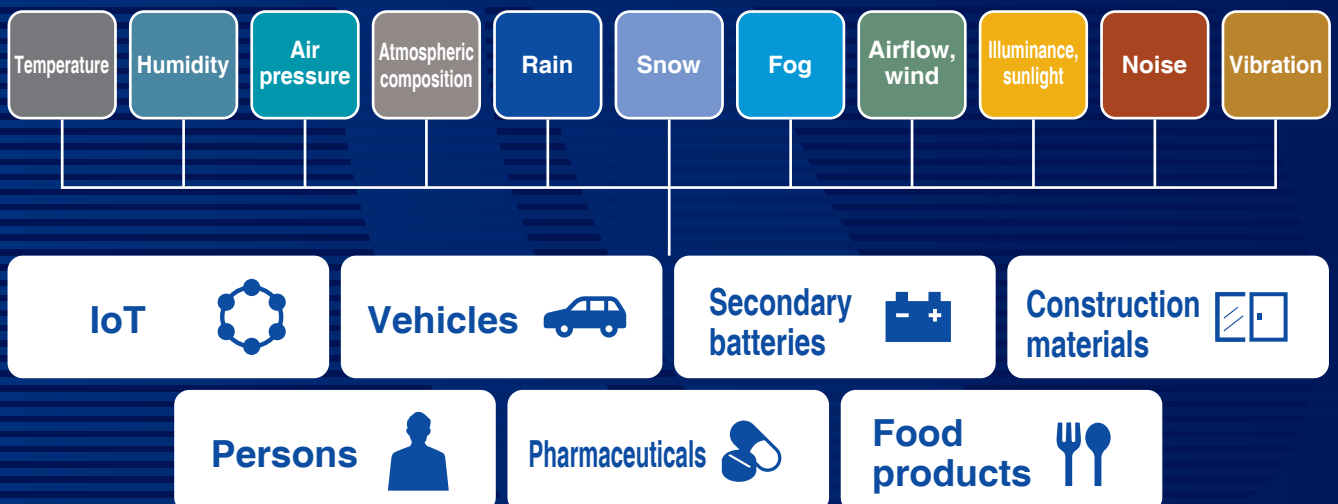 Temperature
Humidity
Air
pressure
Atmospheric
composition
Rain
Snow
Fog
Airflow,
wind
Illuminance,
sunlight
Noise
Vibration
IoT
Vehicles
Secondary
batteries
Construction
materials
Persons
Pharmaceuticals
Food
products